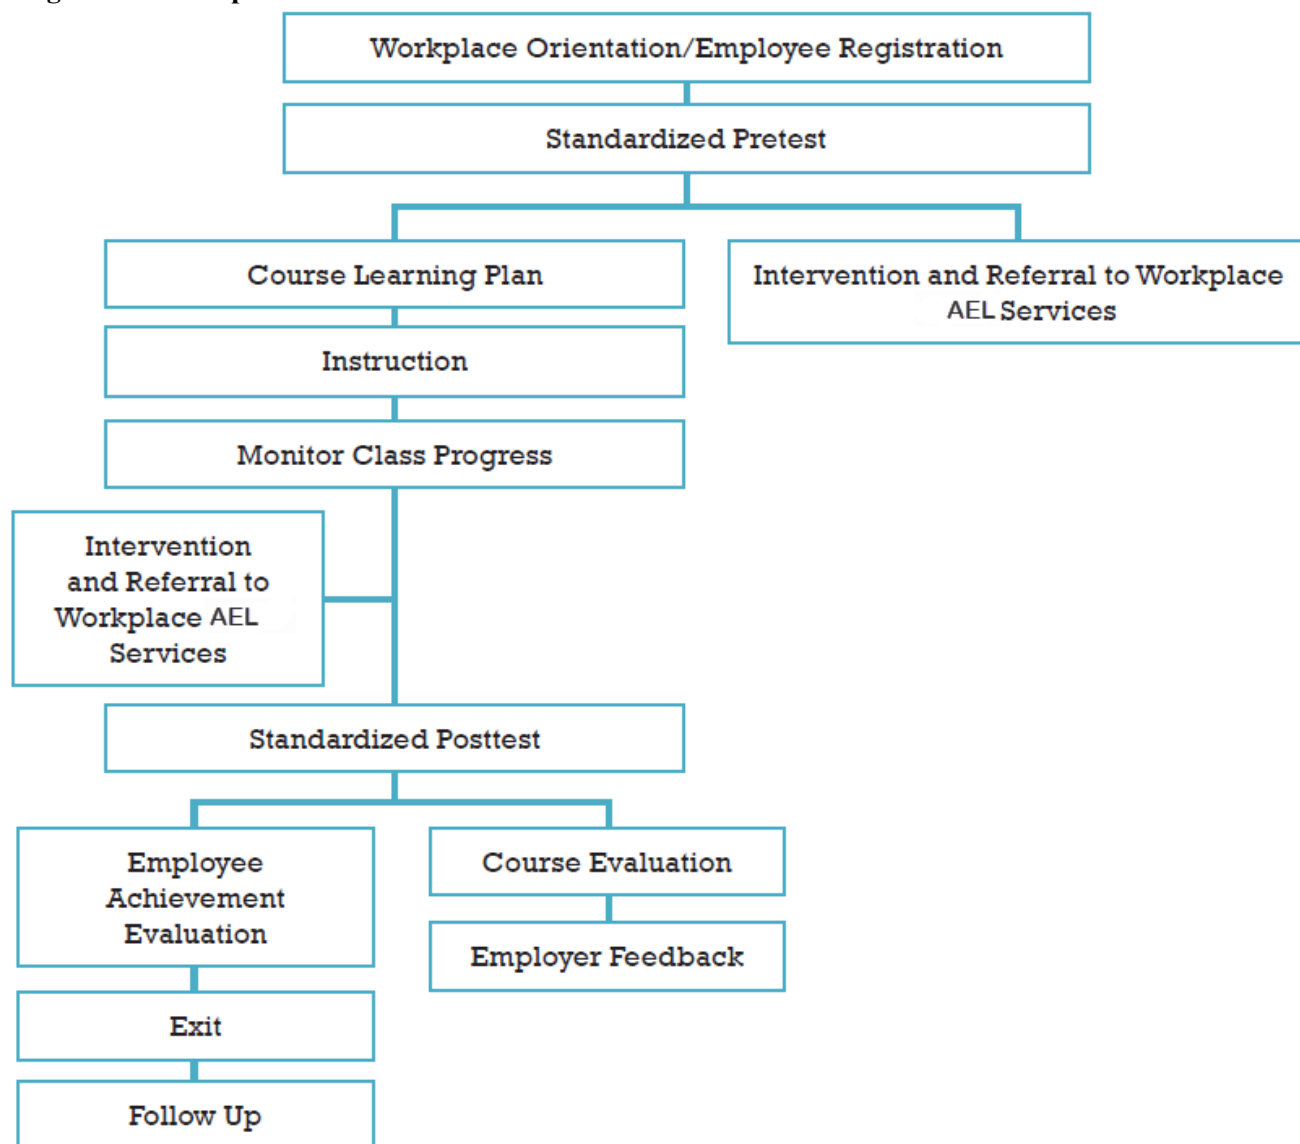 Workplace Orientation/Employee Registration
Standardized Pretest
Course Learning Plan
Intervention and Referral to Workplace
AEL Services
Instruction
Monitor Class Progress
Intervention
and Referral to
Workplace AEL
Services
Standardized Posttest
Employee
Achievement
Evaluation
Course Evaluation
Employer Feedback
Exit
Follow Up